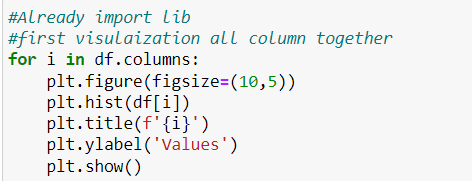 #Already import lib
#first visulaization all column together
for i in df.columns:
    plt.figure(figsize=(10,5))
    plt.hist(df[i])
    plt.title(f'{i}')
    plt.ylabel('Values')
    plt.show()